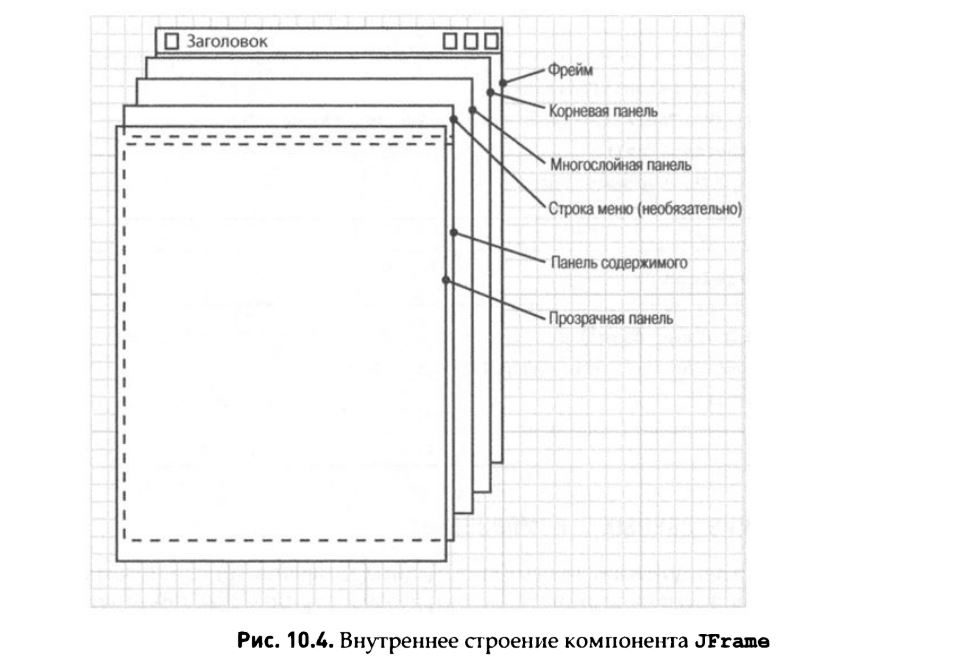 Заголовок
Фрейм
Корневая панель
Многослойная панель
Строка меню (необязательно)
Панель содержимого
Прозрачная панель
Рис. 10.4. Внутреннее строение компонента JFrame